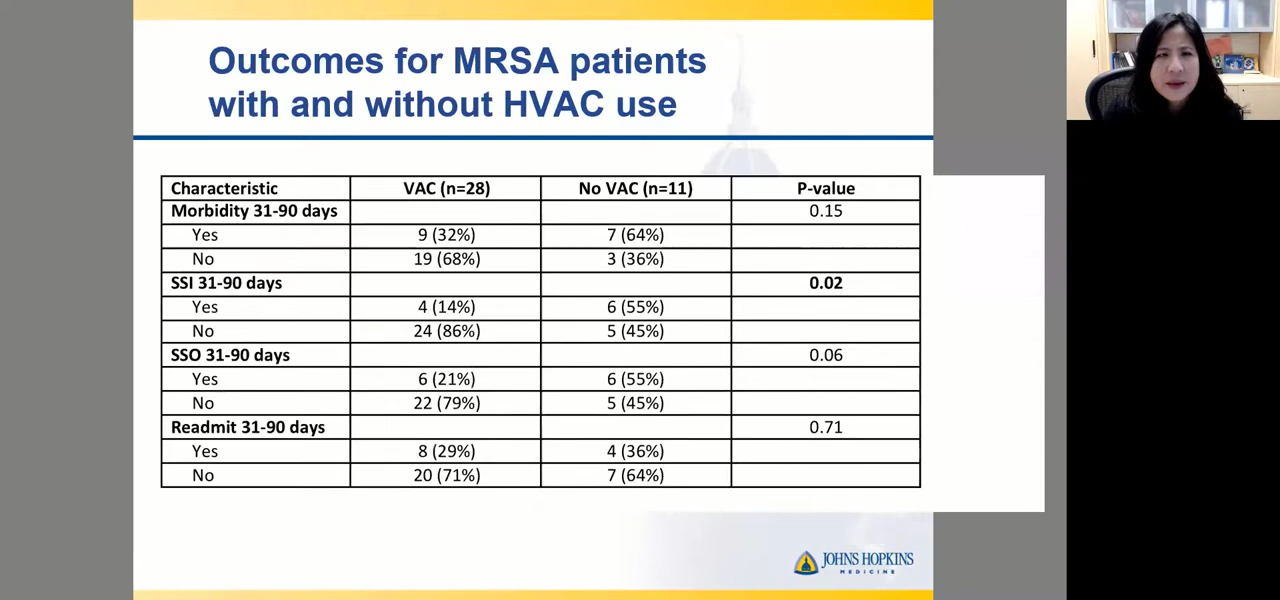 Outcomes for MRSA patients
with and without HVAC use
Characteristic VAC (n=28) No VAC (n=11) P-value
Morbidity 31-90 days 0.15
Yes 9 (32%) 7 (64%)
No 19 (68%) 3 (36%)
SSI 31-90 days 0.02
Yes 4 (14%) 6 (55%)
No 24 (86%) 5 (45%)
SSO 31-90 days 0.06
Yes 6 (21%) 6 (55%)
No 22 (79%) 5 (45%)
Readmit 31-90 days 0.71
Yes 8 (29%) 4 (36%)
No 20 (71%) 7 (64%)
JOHNS HOPKINS
MEDICINE